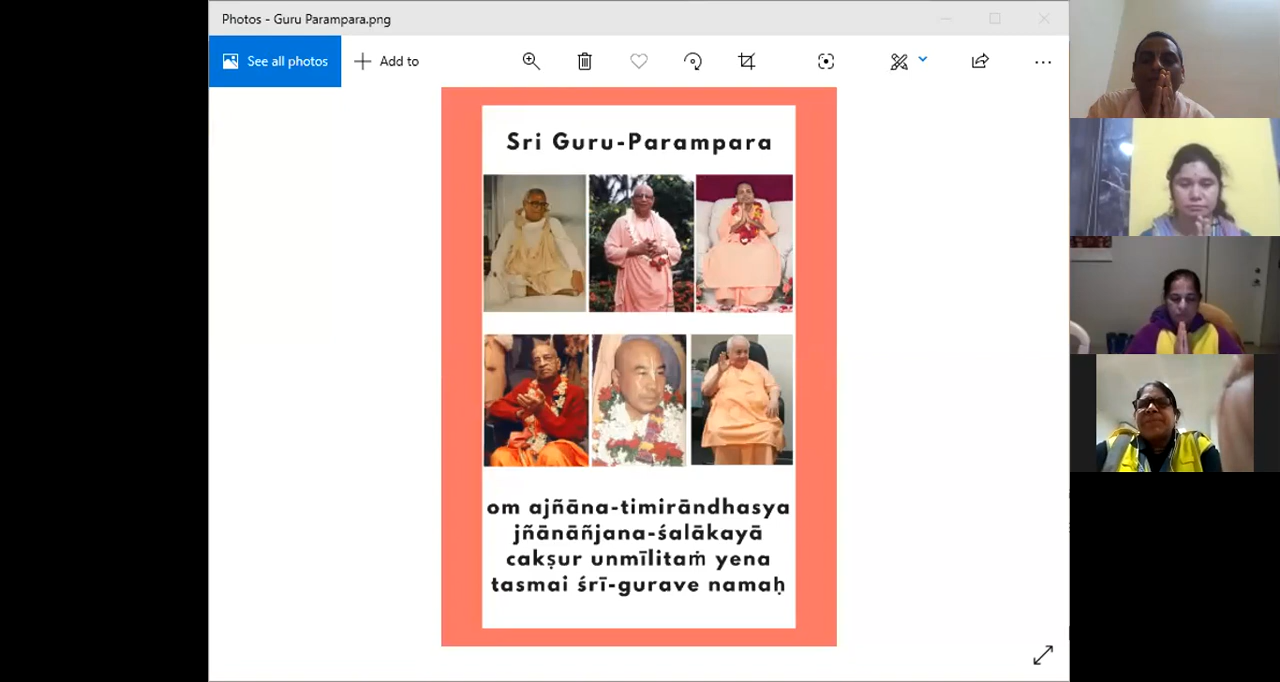 Photos - Guru Parampara.png
See all photos
Add to
Sri Guru-Parampara
om ajñāna-timirāndhasya
jñānāñjana-śalākayā
cakṣur unmīlitaṁ yena
tasmai śrī-gurave namaḥ